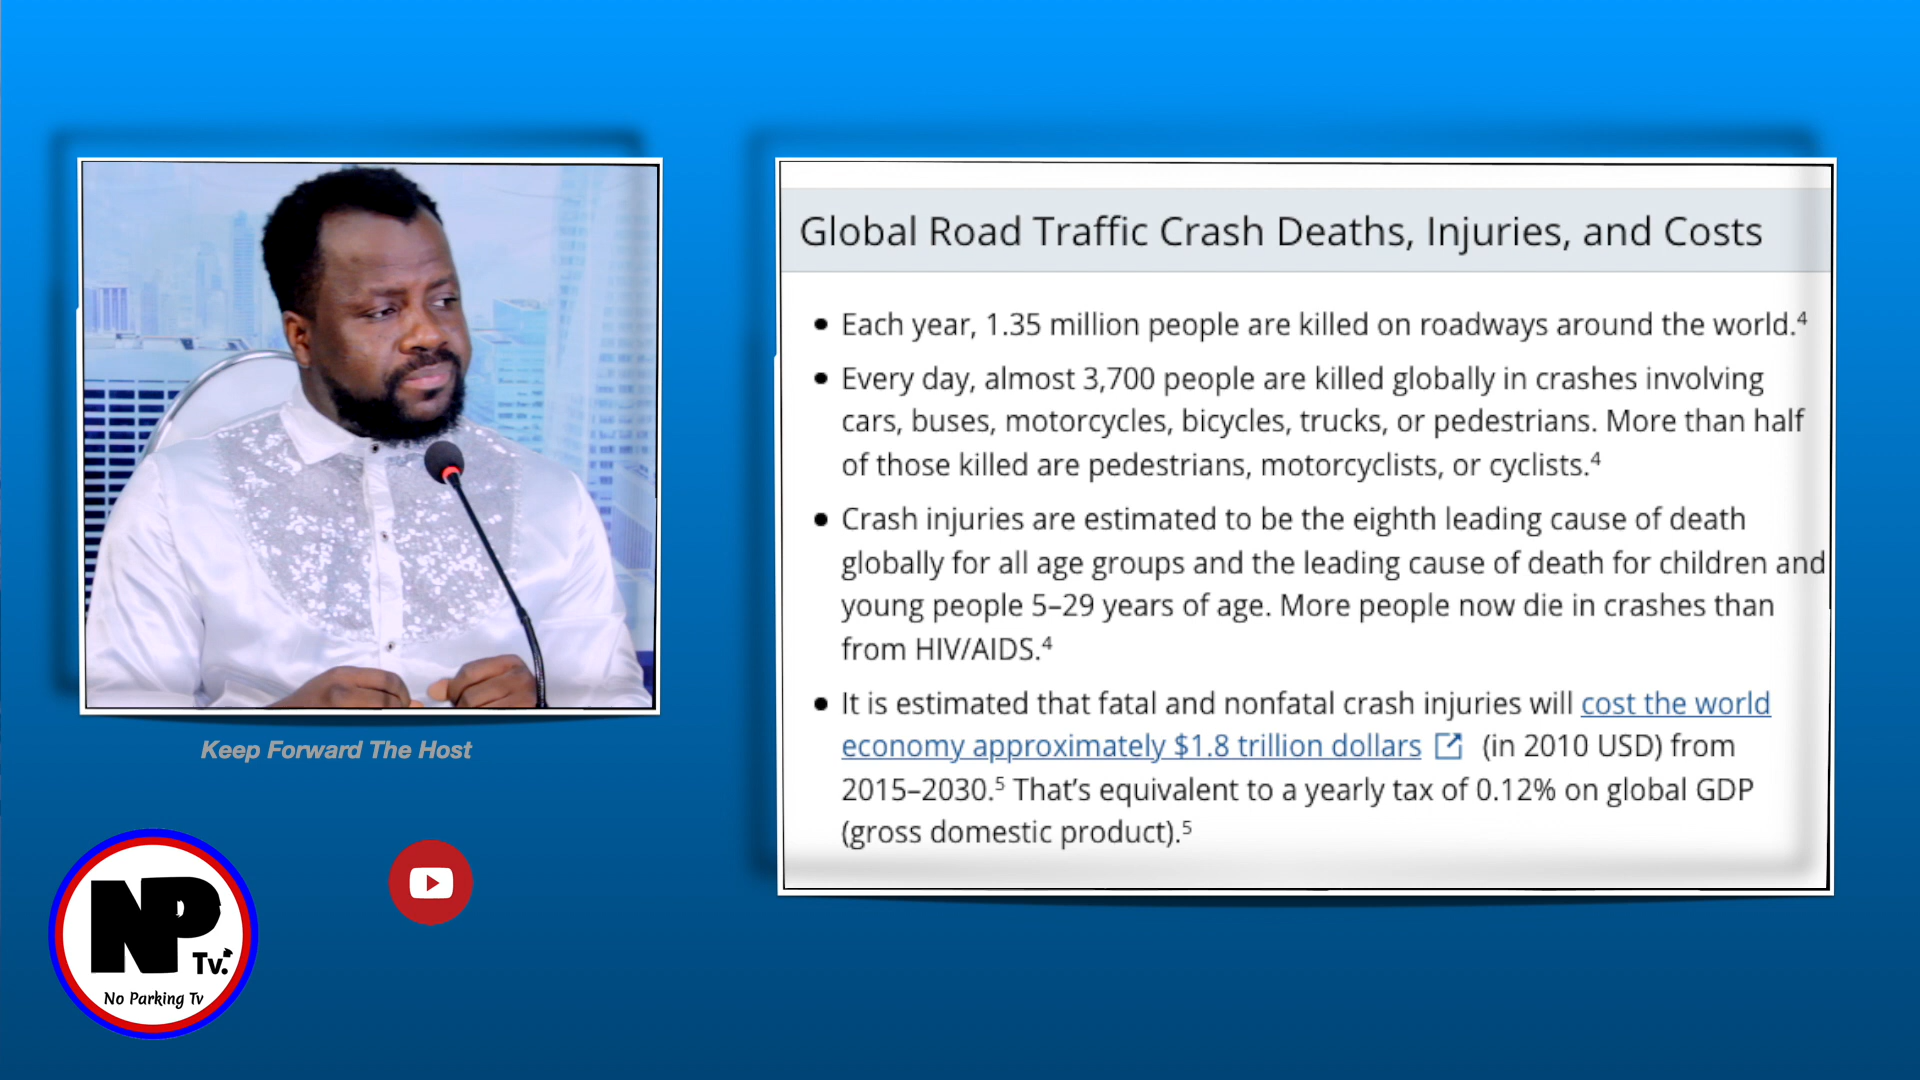 Global Road Traffic Crash Deaths, Injuries, and Costs
• Each year, 1.35 million people are killed on roadways around the world.⁴
• Every day, almost 3,700 people are killed globally in crashes involving
cars, buses, motorcycles, bicycles, trucks, or pedestrians. More than half
of those killed are pedestrians, motorcyclists, or cyclists.⁴
• Crash injuries are estimated to be the eighth leading cause of death
globally for all age groups and the leading cause of death for children and
young people 5–29 years of age. More people now die in crashes than
from HIV/AIDS.⁴
• It is estimated that fatal and nonfatal crash injuries will cost the world
economy approximately $1.8 trillion dollars (in 2010 USD) from
2015–2030.⁵ That's equivalent to a yearly tax of 0.12% on global GDP
(gross domestic product).⁵
Keep Forward The Host
NP
Tv.
No Parking Tv